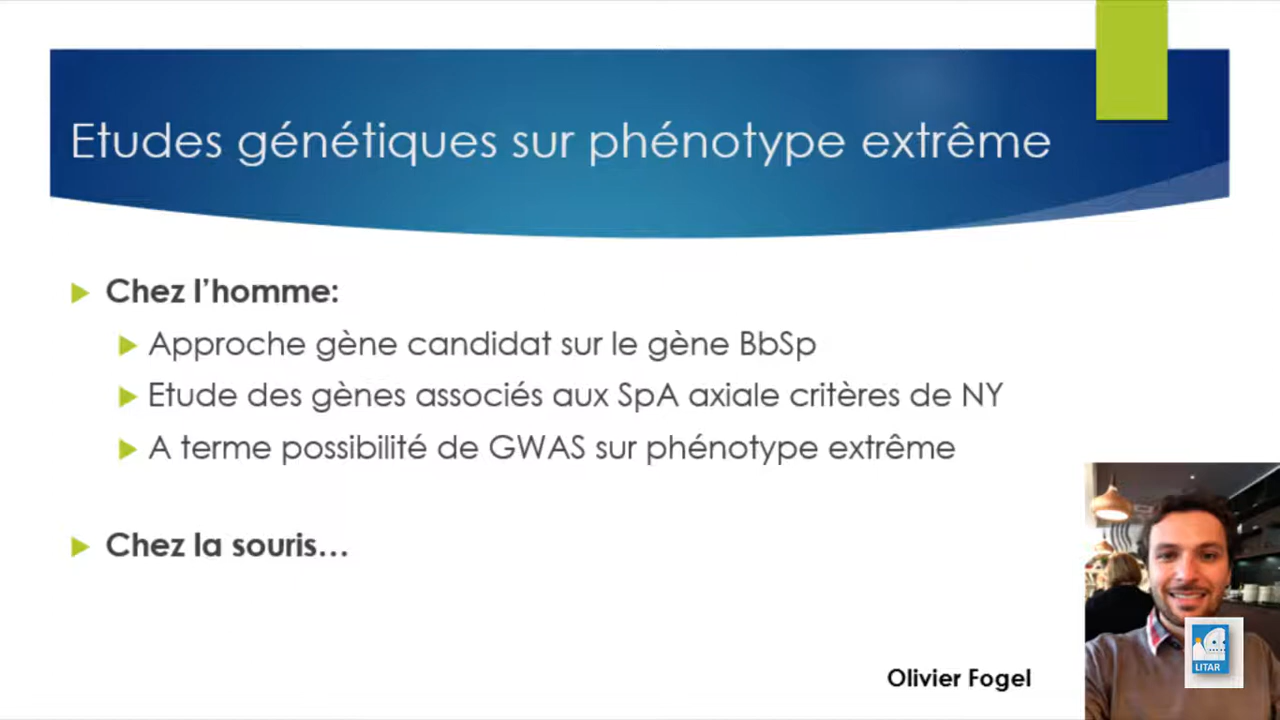 Etudes génétiques sur phénotype extrême
Chez l’homme:
Approche gène candidat sur le gène BbSp
Etude des gènes associés aux SpA axiale critères de NY
A terme possibilité de GWAS sur phénotype extrême
Chez la souris…
Olivier Fogel
LITAR